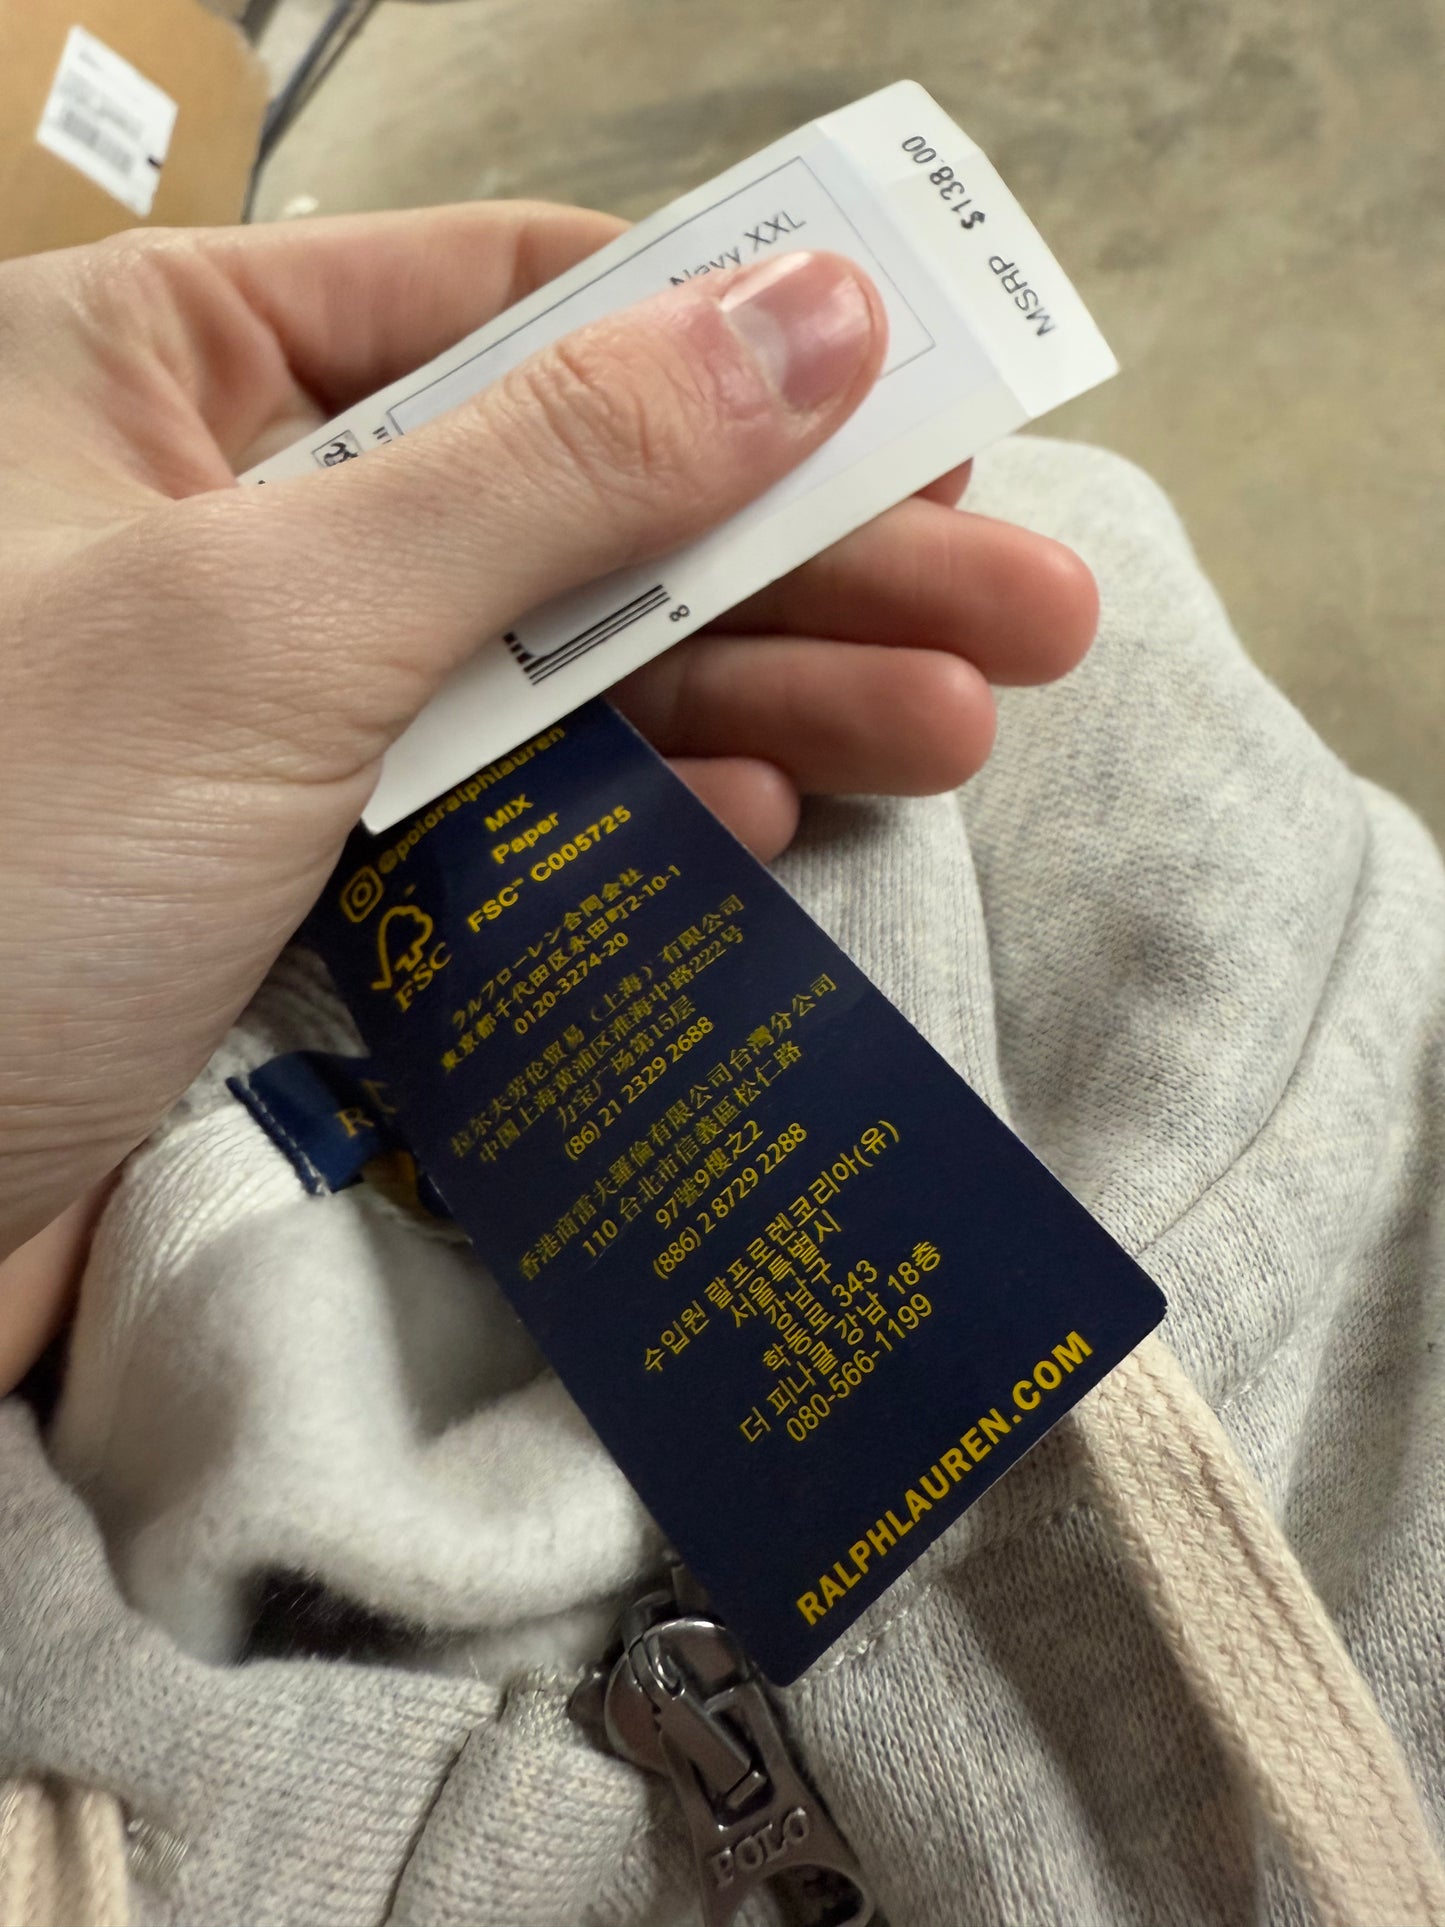 MSRP $138.00
XXL
Navy
8
@poloralphlauren
MIX
Paper
FSC™ C005725
FSC
ラルフローレン合同会社
東京都千代田区永田町2-10-1
0120-3274-20
拉尔夫劳伦贸易（上海）有限公司
中国上海黄浦区淮海中路222号
力宝广场第15层
(86) 21 2329 2688
香港商雷夫羅倫有限公司台灣分公司
110 台北市信義區松仁路
97號9樓之2
(886) 2 8729 2288
수입원 랄프로렌코리아(유)
서울특별시
강남구
학동로 343
더 피나클 강남 18층
080-566-1199
RALPHLAUREN.COM
POLO